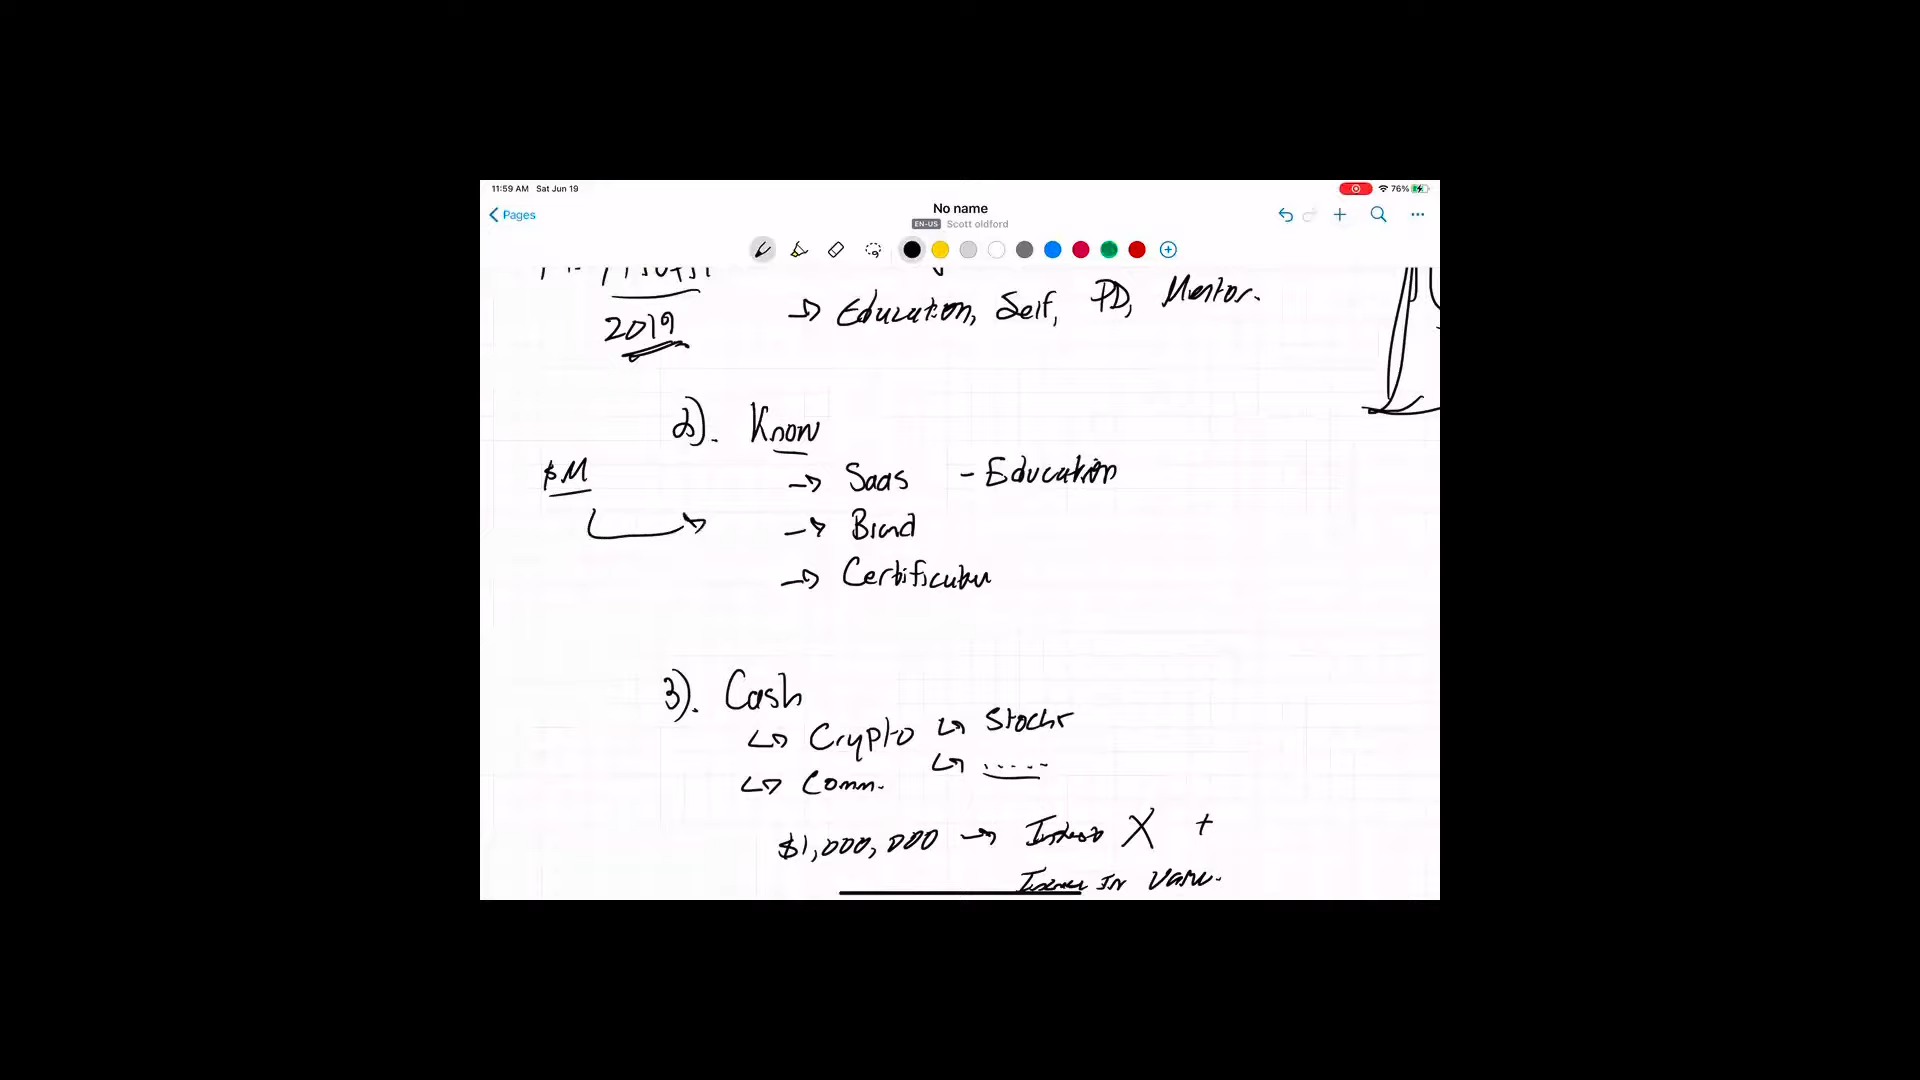 11:59 AM Sat Jun 19
76%
Pages
No name
EN-US Scott oldford
→ Education, Self, PD, Mentor.
2019
2). Know
$M
→ Saas - Education
→ Brand
→ Certification
3). Cash
↳ Crypto ↳ Stocks
↳ Comm. ↳ .....
$1,000,000 → X +
In